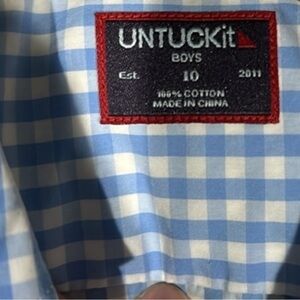 UNTUCKit
BOYS
Est. 10 2011
100% COTTON
MADE IN CHINA